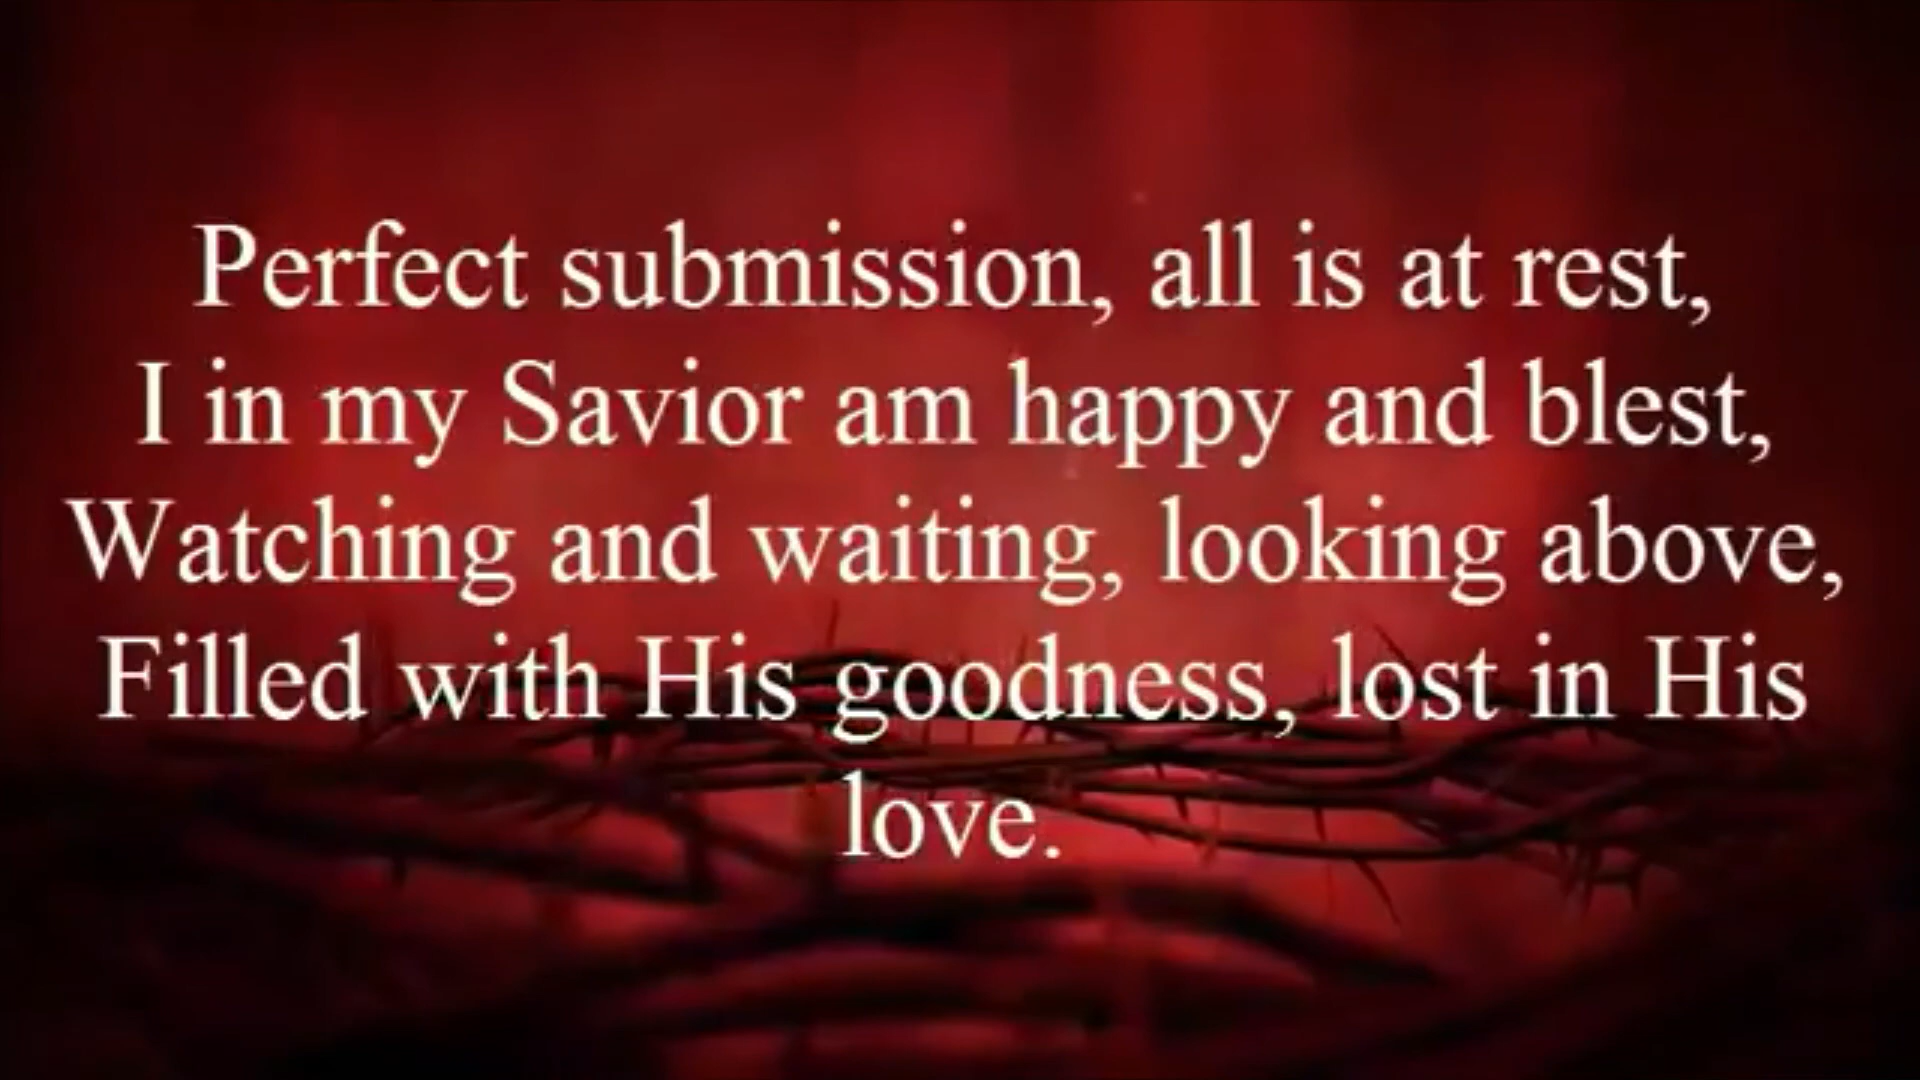 Perfect submission, all is at rest,
I in my Savior am happy and blest,
Watching and waiting, looking above,
Filled with His goodness, lost in His
love.